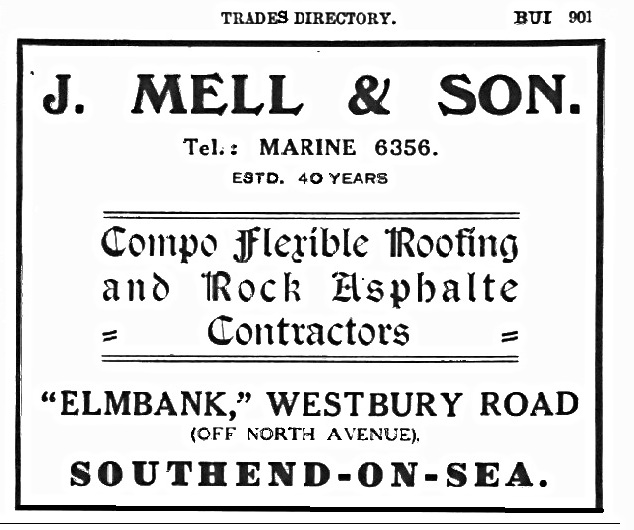 TRADES DIRECTORY. BUI 901
J. MELL & SON.
Tel.: MARINE 6356.
ESTD. 40 YEARS
Compo Flexible Roofing
and Rock Asphalte
= Contractors =
“ELMBANK,” WESTBURY ROAD
(OFF NORTH AVENUE),
SOUTHEND-ON-SEA.